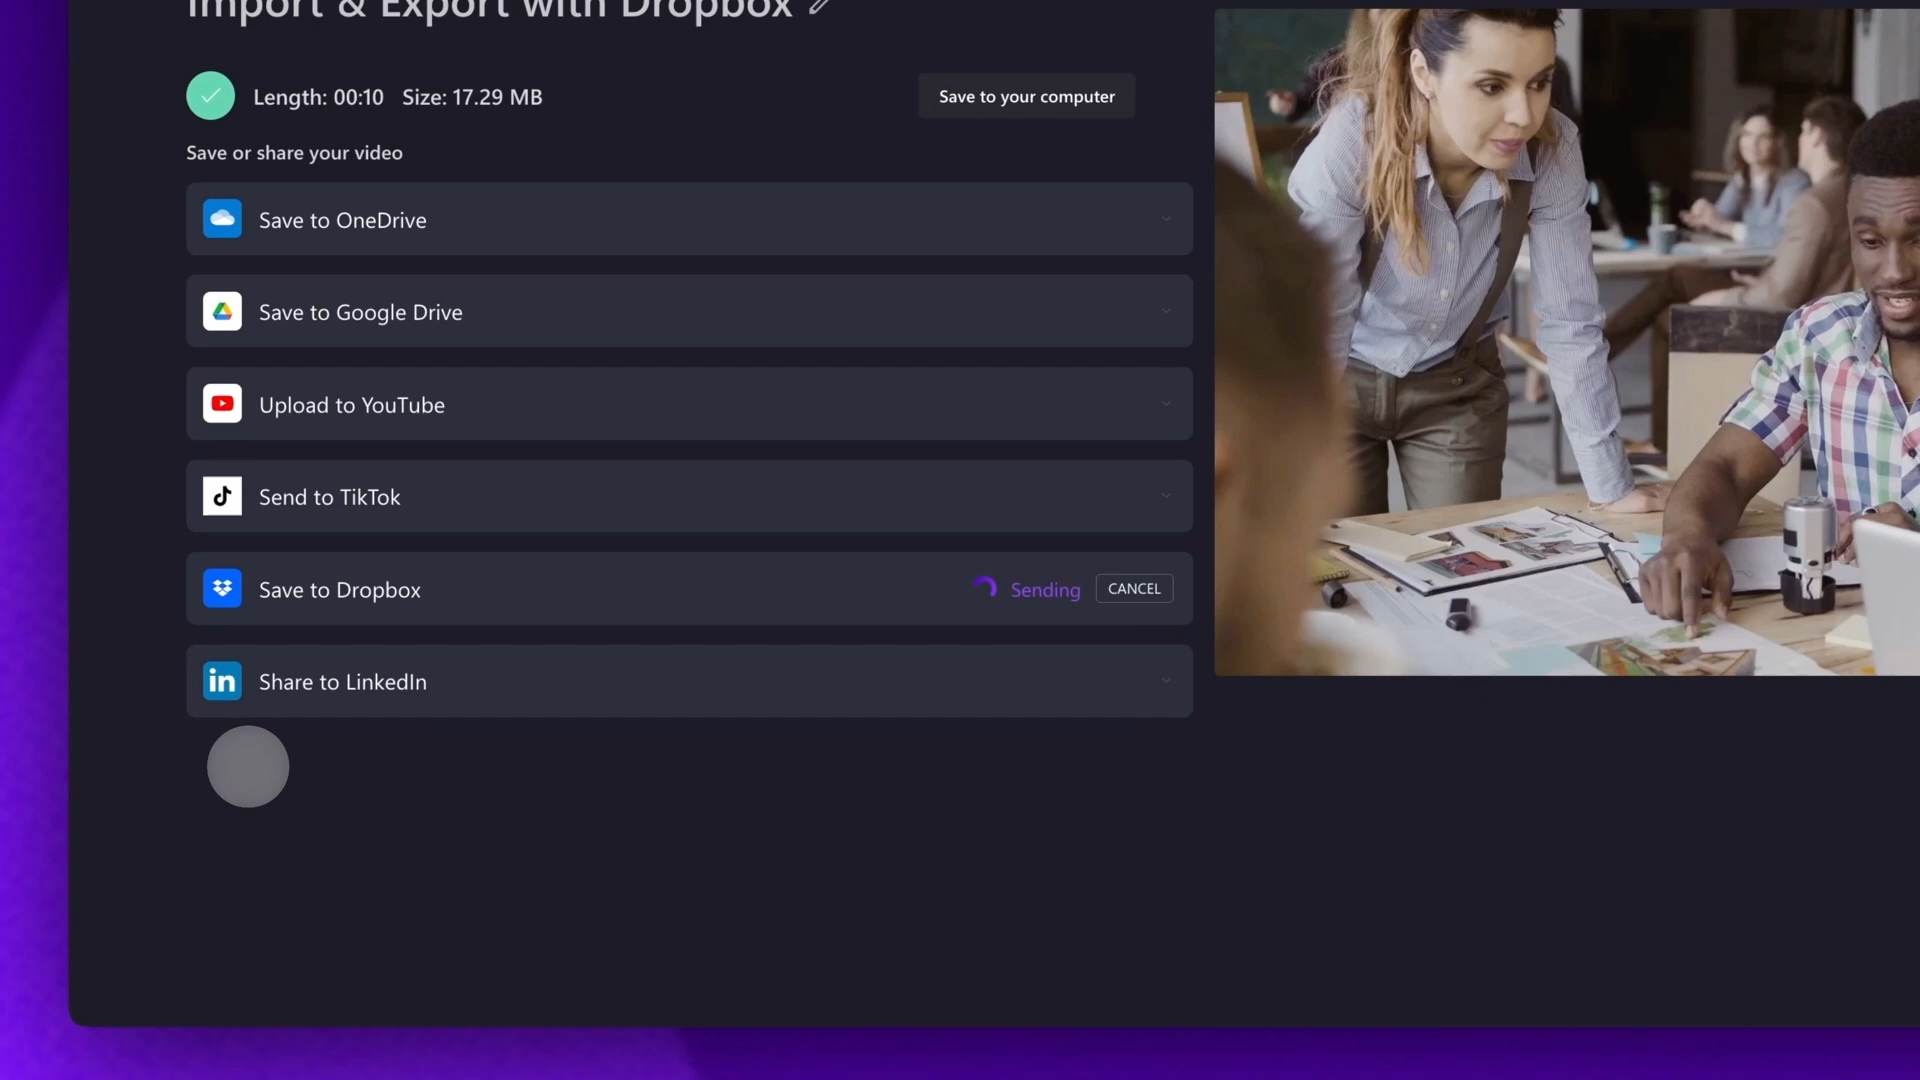 Import & Export with Dropbox
Length: 00:10 Size: 17.29 MB
Save to your computer
Save or share your video
Save to OneDrive
Save to Google Drive
Upload to YouTube
Send to TikTok
Save to Dropbox
Sending
CANCEL
in Share to LinkedIn